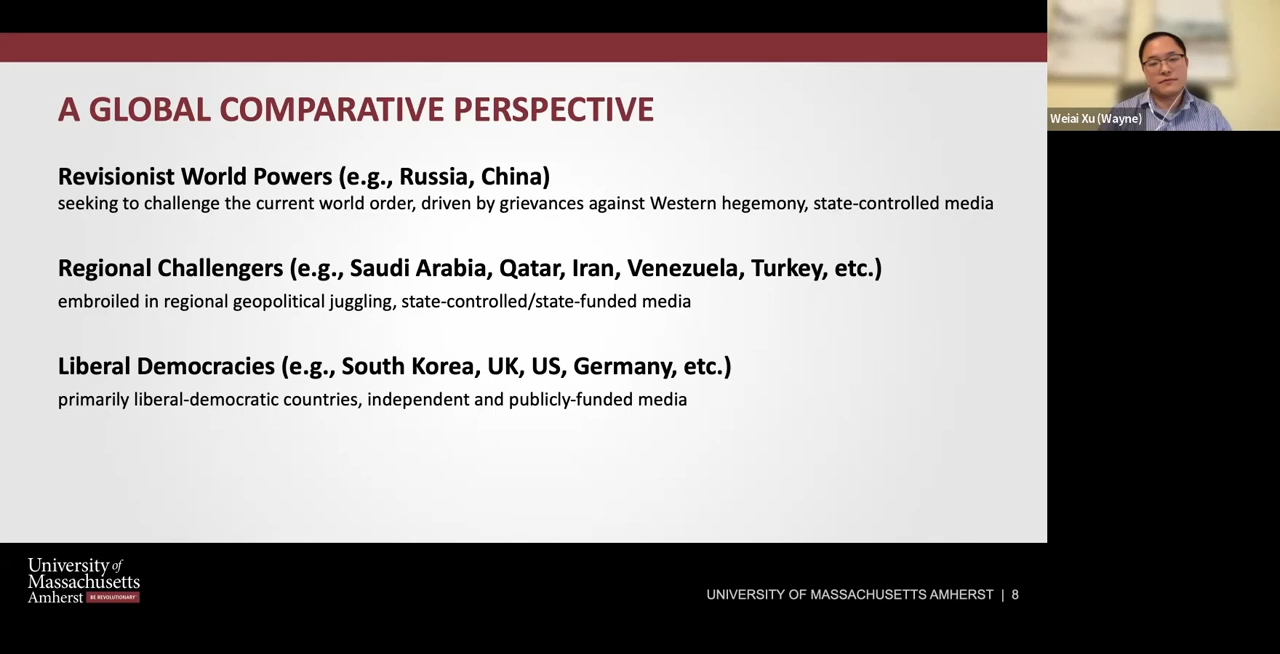 A GLOBAL COMPARATIVE PERSPECTIVE
Revisionist World Powers (e.g., Russia, China)
seeking to challenge the current world order, driven by grievances against Western hegemony, state-controlled media
Regional Challengers (e.g., Saudi Arabia, Qatar, Iran, Venezuela, Turkey, etc.)
embroiled in regional geopolitical juggling, state-controlled/state-funded media
Liberal Democracies (e.g., South Korea, UK, US, Germany, etc.)
primarily liberal-democratic countries, independent and publicly-funded media
Weiai Xu (Wayne)
University of
Massachusetts
Amherst BE REVOLUTIONARY™
UNIVERSITY OF MASSACHUSETTS AMHERST | 8